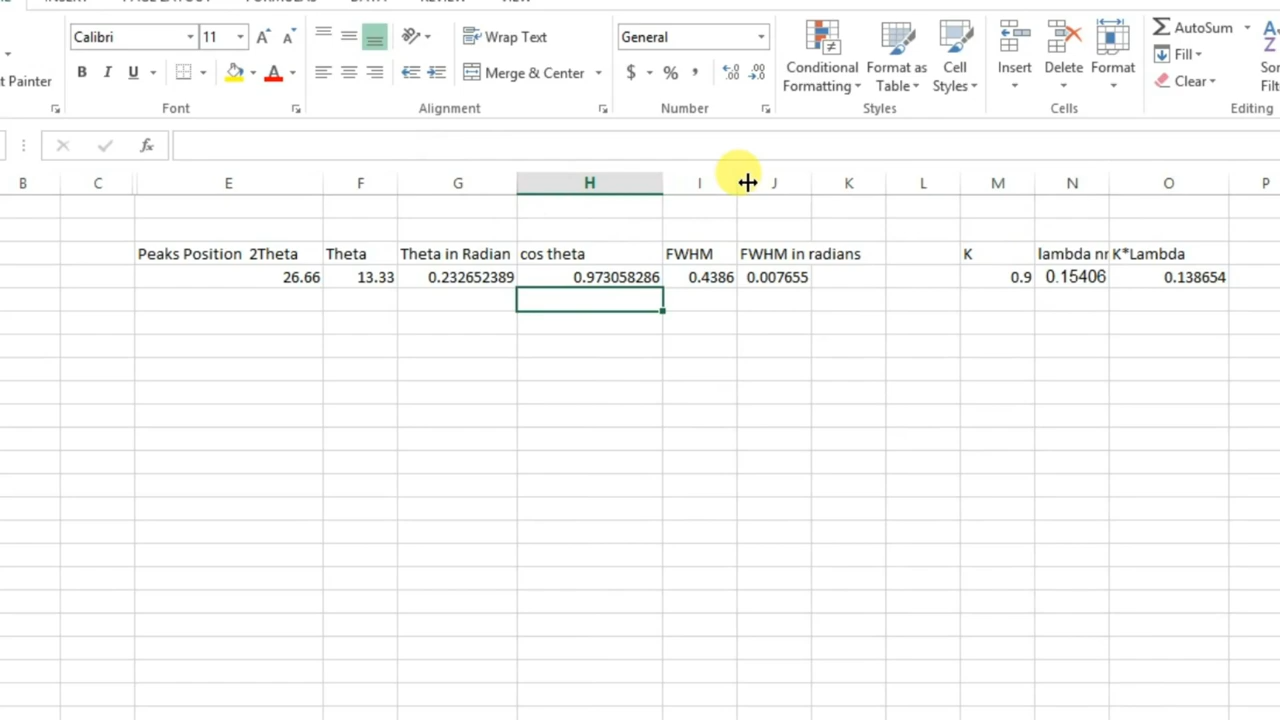 INSERT PAGE LAYOUT FORMULAS DATA REVIEW VIEW
Calibri 11 Wrap Text General AutoSum
Fill
t Painter B I U Merge & Center $ % , Conditional Formatting Format as Table Cell Styles Insert Delete Format Clear
Font Alignment Number Styles Cells Editing
fx
B C E F G H I J K L M N O P
Peaks Position 2Theta Theta Theta in Radian cos theta FWHM FWHM in radians K lambda nr K*Lambda
26.66 13.33 0.232652389 0.973058286 0.4386 0.007655 0.9 0.15406 0.138654